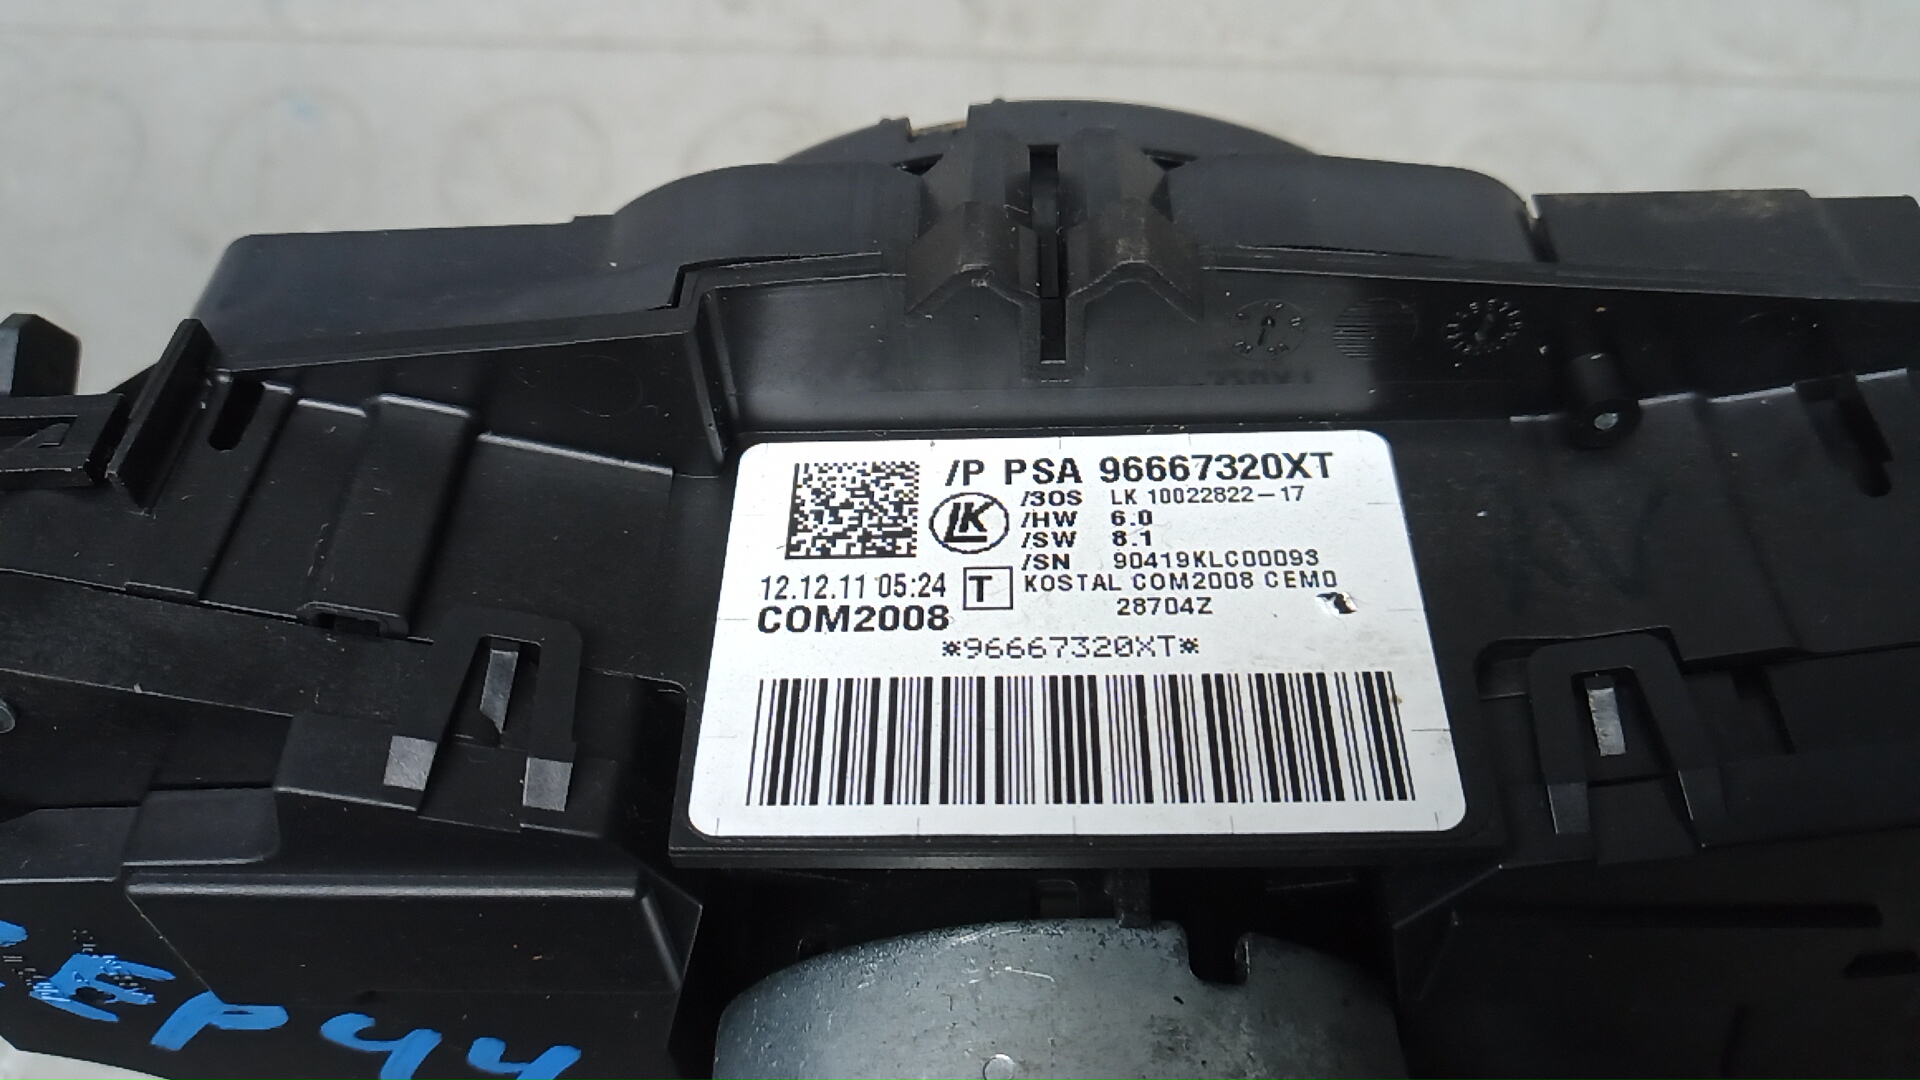 /P PSA 96667320XT
/3OS LK 10022822-17
LK
/HW 6.0
/SW 8.1
/SN 90419KLC00093
12.12.11 05:24 T KOSTAL COM2008 CEM0
COM2008 28704Z
*96667320XT*